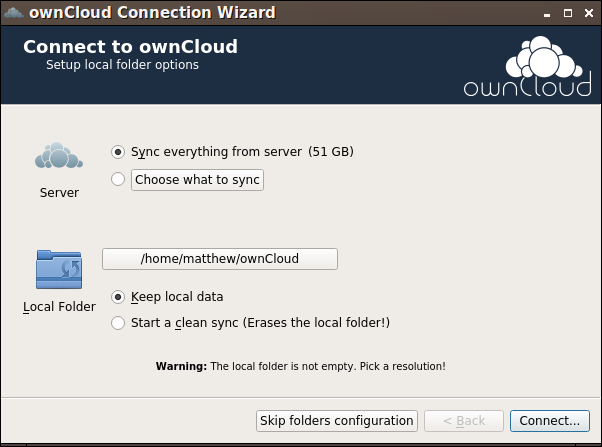 ownCloud Connection Wizard
Connect to ownCloud
Setup local folder options
ownCloud
Sync everything from server (51 GB)
Choose what to sync
Server
/home/matthew/ownCloud
Keep local data
Local Folder
Start a clean sync (Erases the local folder!)
Warning: The local folder is not empty. Pick a resolution!
Skip folders configuration
< Back
Connect...